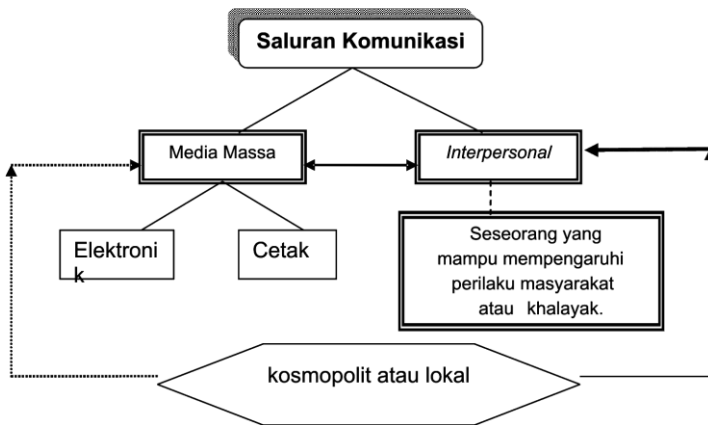 Saluran Komunikasi
Media Massa
Interpersonal
Elektroni
k
Cetak
Seseorang yang
mampu mempengaruhi
perilaku masyarakat
atau khalayak.
kosmopolit atau lokal